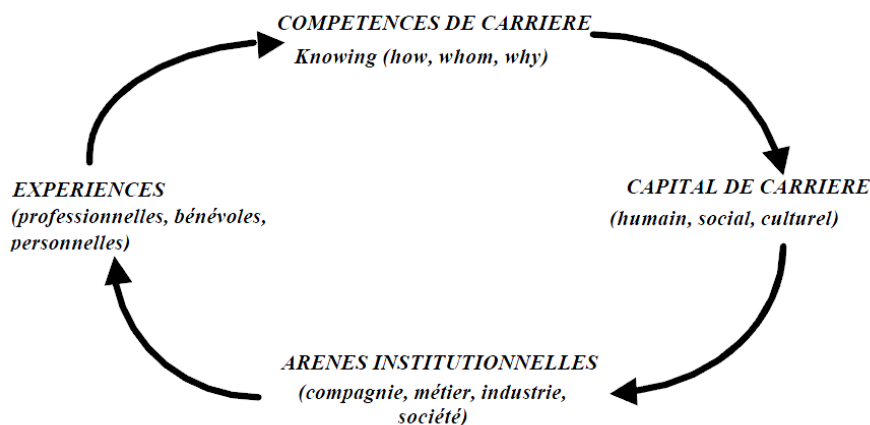 COMPETENCES DE CARRIERE
Knowing (how, whom, why)
EXPERIENCES
(professionnelles, bénévoles,
personnelles)
CAPITAL DE CARRIERE
(humain, social, culturel)
ARENES INSTITUTIONNELLES
(compagnie, métier, industrie,
société)